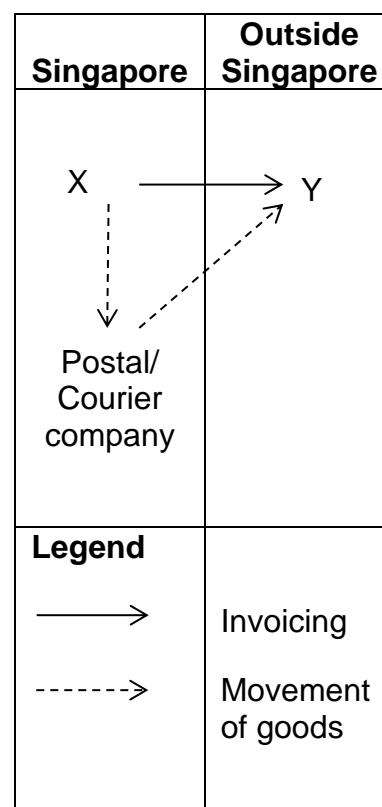 Singapore
Outside
Singapore
X
Y
Postal/
Courier
company
Legend
Invoicing
Movement
of goods